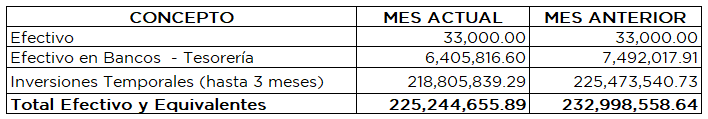 CONCEPTO MES ACTUAL MES ANTERIOR
Efectivo 33,000.00 33,000.00
Efectivo en Bancos - Tesorería 6,405,816.60 7,492,017.91
Inversiones Temporales (hasta 3 meses) 218,805,839.29 225,473,540.73
Total Efectivo y Equivalentes 225,244,655.89 232,998,558.64